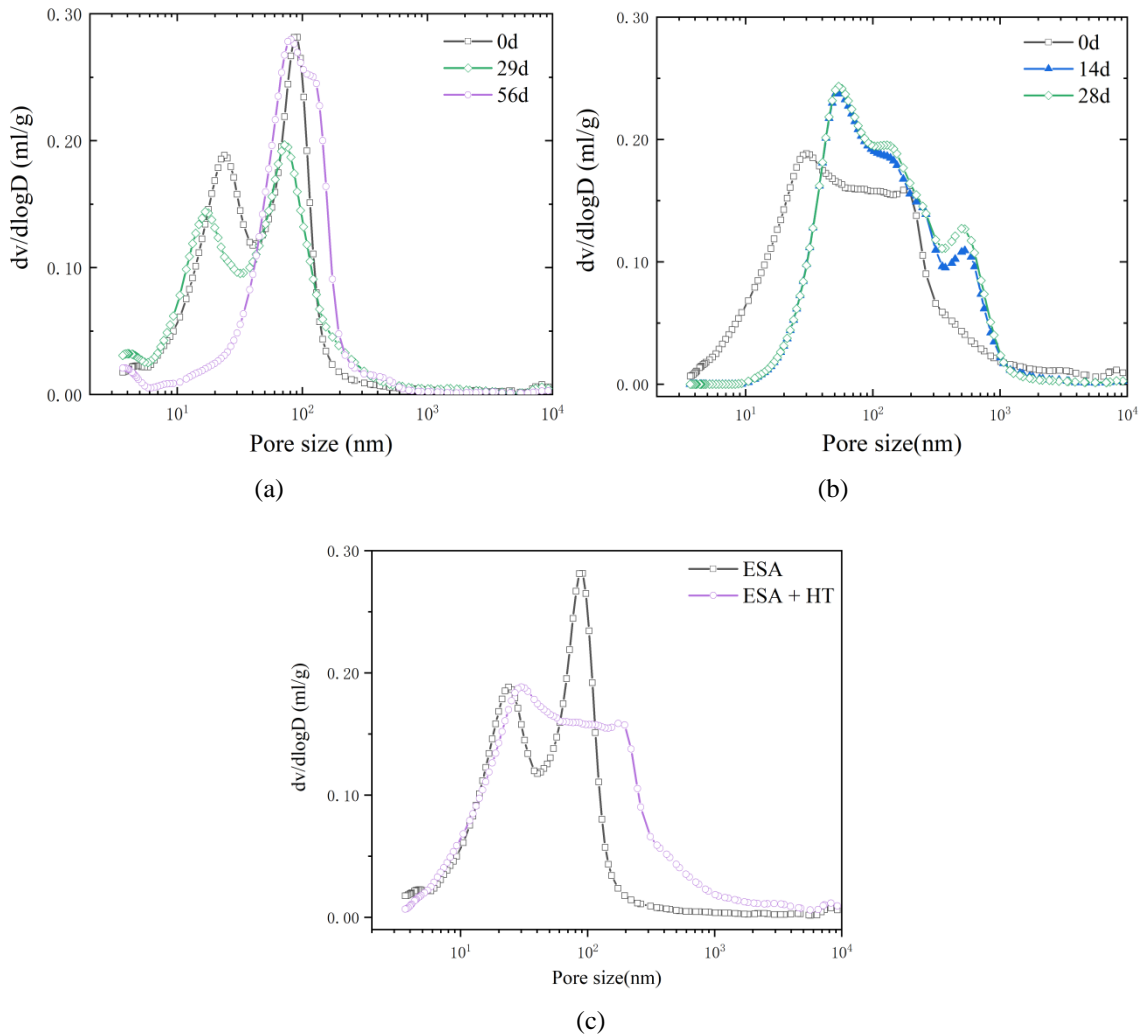 0.30
0.20
0.10
0.00
dv/dlogD (ml/g)
0d
29d
56d
10¹ 10² 10³ 10⁴
Pore size (nm)
(a)
0.30
0.20
0.10
0.00
dv/dlogD (ml/g)
0d
14d
28d
10¹ 10² 10³ 10⁴
Pore size(nm)
(b)
0.30
0.20
0.10
0.00
dv/dlogD (ml/g)
ESA
ESA + HT
10¹ 10² 10³ 10⁴
Pore size(nm)
(c)